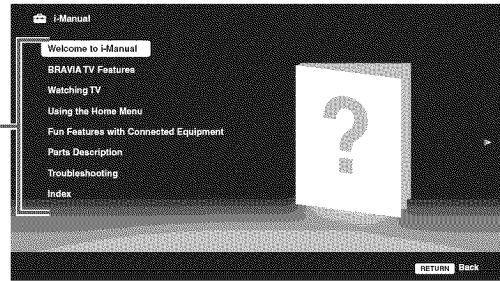 i-Manual
Welcome to i-Manual
BRAVIA TV Features
Watching TV
Using the Home Menu
Fun Features with Connected Equipment
Parts Description
Troubleshooting
Index
?
RETURN Back